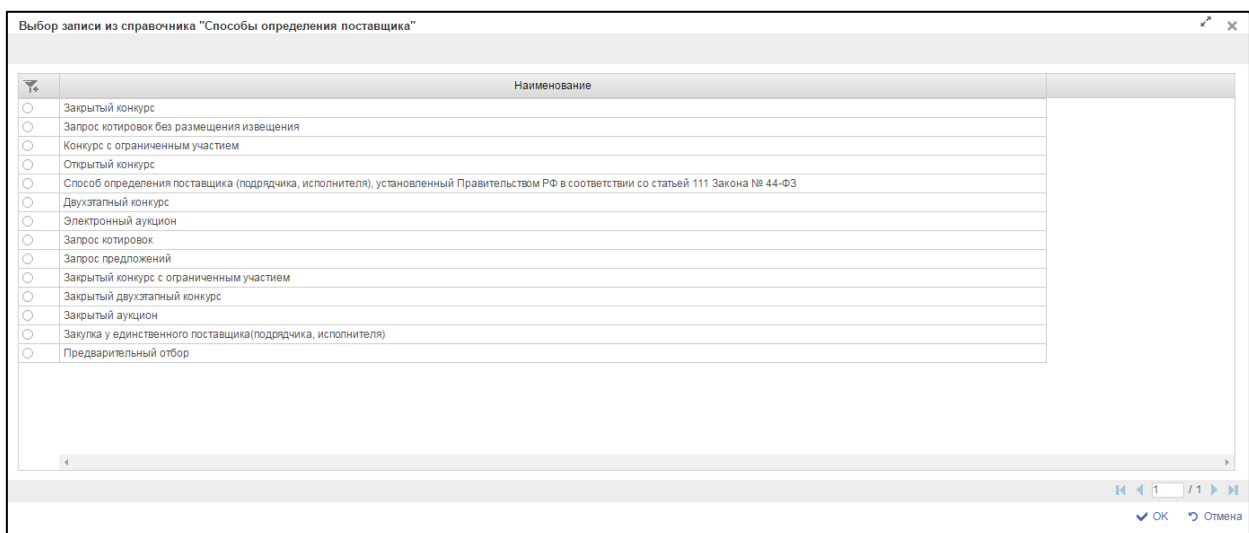 Выбор записи из справочника "Способы определения поставщика"
Наименование
Закрытый конкурс
Запрос котировок без размещения извещения
Конкурс с ограниченным участием
Открытый конкурс
Способ определения поставщика (подрядчика, исполнителя), установленный Правительством РФ в соответствии со статьей 111 Закона № 44-ФЗ
Двухэтапный конкурс
Электронный аукцион
Запрос котировок
Запрос предложений
Закрытый конкурс с ограниченным участием
Закрытый двухэтапный конкурс
Закрытый аукцион
Закупка у единственного поставщика(подрядчика, исполнителя)
Предварительный отбор
1 / 1
OK Отмена